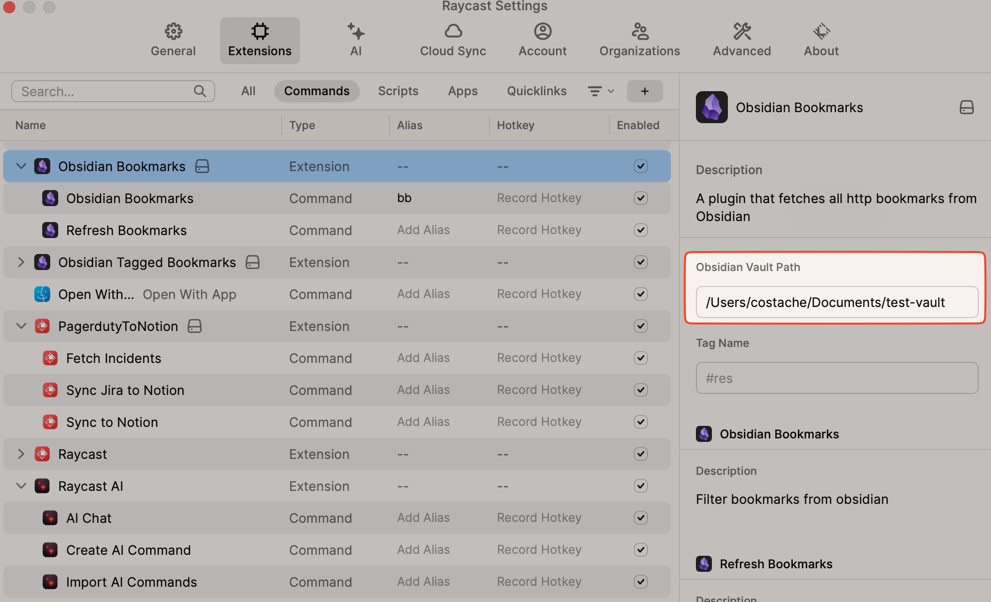 Raycast Settings
General
Extensions
AI
Cloud Sync
Account
Organizations
Advanced
About
Search...
All
Commands
Scripts
Apps
Quicklinks
+
Name Type Alias Hotkey Enabled
Obsidian Bookmarks Extension -- --
Obsidian Bookmarks Command bb Record Hotkey
Refresh Bookmarks Command Add Alias Record Hotkey
Obsidian Tagged Bookmarks Extension -- --
Open With... Open With App Command Add Alias Record Hotkey
PagerdutyToNotion Extension -- --
Fetch Incidents Command Add Alias Record Hotkey
Sync Jira to Notion Command Add Alias Record Hotkey
Sync to Notion Command Add Alias Record Hotkey
Raycast Extension -- --
Raycast AI Extension -- --
AI Chat Command Add Alias Record Hotkey
Create AI Command Command Add Alias Record Hotkey
Import AI Commands Command Add Alias Record Hotkey
Obsidian Bookmarks
Description
A plugin that fetches all http bookmarks from
Obsidian
Obsidian Vault Path
/Users/costache/Documents/test-vault
Tag Name
#res
Obsidian Bookmarks
Description
Filter bookmarks from obsidian
Refresh Bookmarks
Description